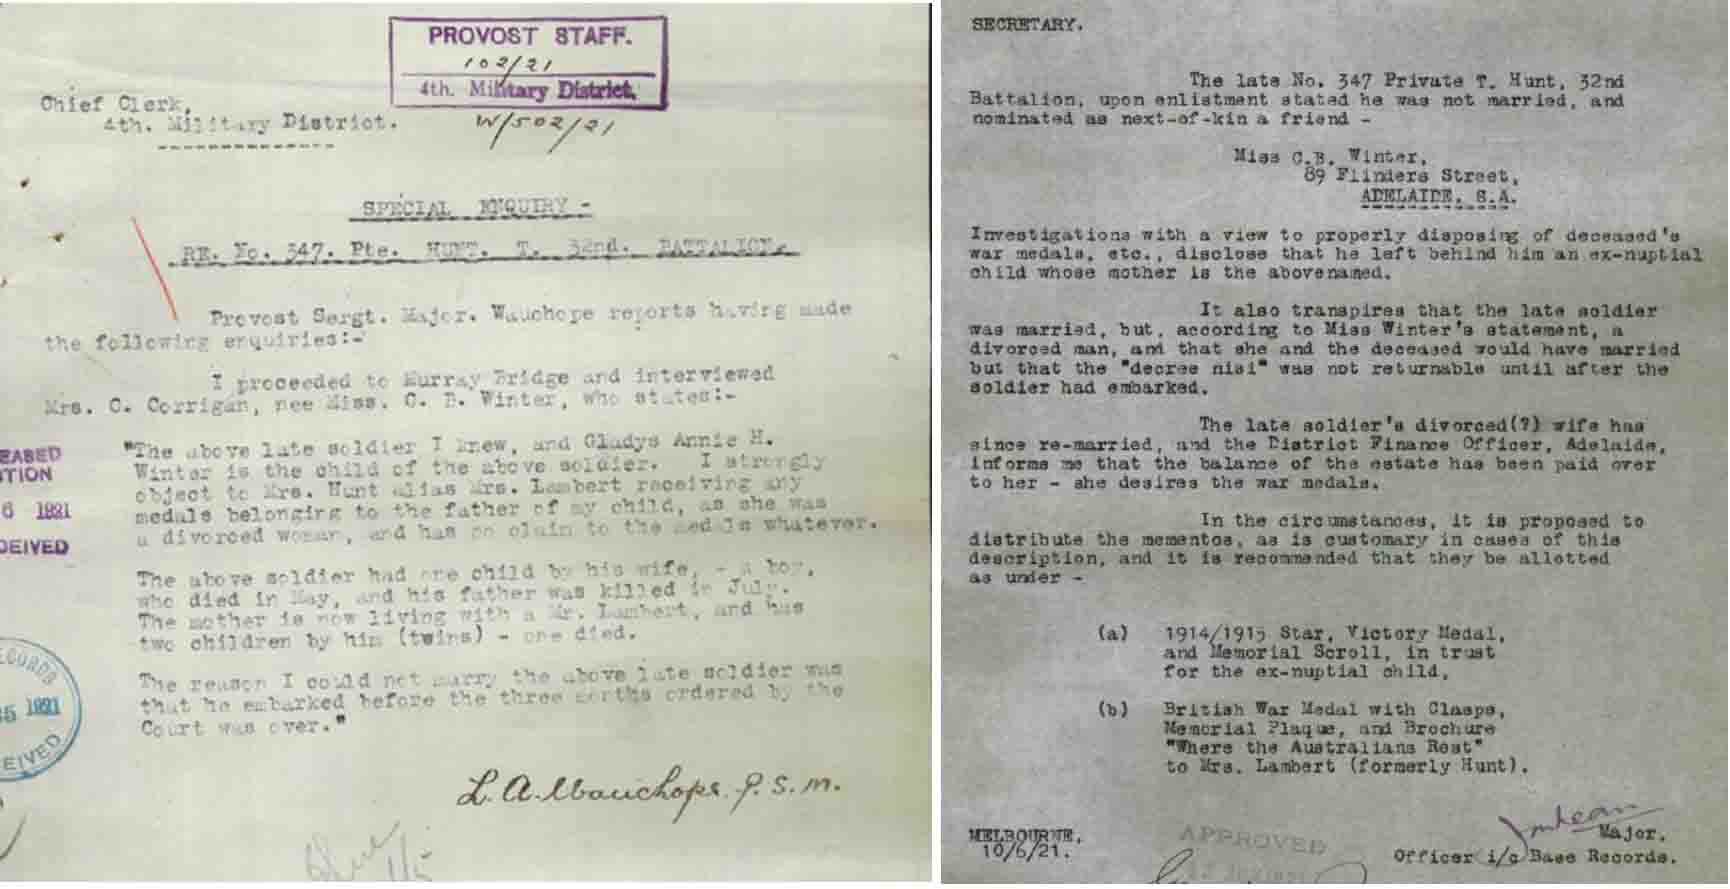 PROVOST STAFF.
102/21
4th. Military District.
W/502/21
Chief Clerk,
4th. Military District.
SPECIAL ENQUIRY -
RE. No. 347. Pte. HUNT. T. 32nd. BATTALION.
Provost Sergt. Major. Wauchope reports having made
the following enquiries:-
I proceeded to Murray Bridge and interviewed
Mrs. C. Corrigan, nee Miss. C. B. Winter, who states:-
"The above late soldier I knew, and Gladys Annie H.
Winter is the child of the above soldier. I strongly
object to Mrs. Hunt alias Mrs. Lambert receiving any
medals belonging to the father of my child, as she was
a divorced woman, and has no claim to the medals whatever.
The above soldier had one child by his wife, - a boy,
who died in May, and his father was killed in July.
The mother is now living with a Mr. Lambert, and has
two children by him (twins) - one died.
The reason I could not marry the above late soldier was
that he embarked before the three months ordered by the
Court was over."
EASED
TION
6 1921
CEIVED
ECORDS
1921
EIVED
L. A. Wauchope. P. S. M.
SECRETARY.
The late No. 347 Private T. Hunt, 32nd
Battalion, upon enlistment stated he was not married, and
nominated as next-of-kin a friend -
Miss C.B. Winter,
89 Flinders Street,
ADELAIDE. S.A.
Investigations with a view to properly disposing of deceased's
war medals, etc., disclose that he left behind him an ex-nuptial
child whose mother is the abovenamed.
It also transpires that the late soldier
was married, but, according to Miss Winter's statement, a
divorced man, and that she and the deceased would have married
but that the "decree nisi" was not returnable until after the
soldier had embarked.
The late soldier's divorced(?) wife has
since re-married, and the District Finance Officer, Adelaide,
informs me that the balance of the estate has been paid over
to her - she desires the war medals.
In the circumstances, it is proposed to
distribute the mementos, as is customary in cases of this
description, and it is recommended that they be allotted
as under -
(a) 1914/1915 Star, Victory Medal,
and Memorial Scroll, in trust
for the ex-nuptial child,
(b) British War Medal with Clasps,
Memorial Plaque, and Brochure
"Where the Australians Rest"
to Mrs. Lambert (formerly Hunt).
MELBOURNE,
10/6/21.
APPROVED
Major.
Officer i/c Base Records.